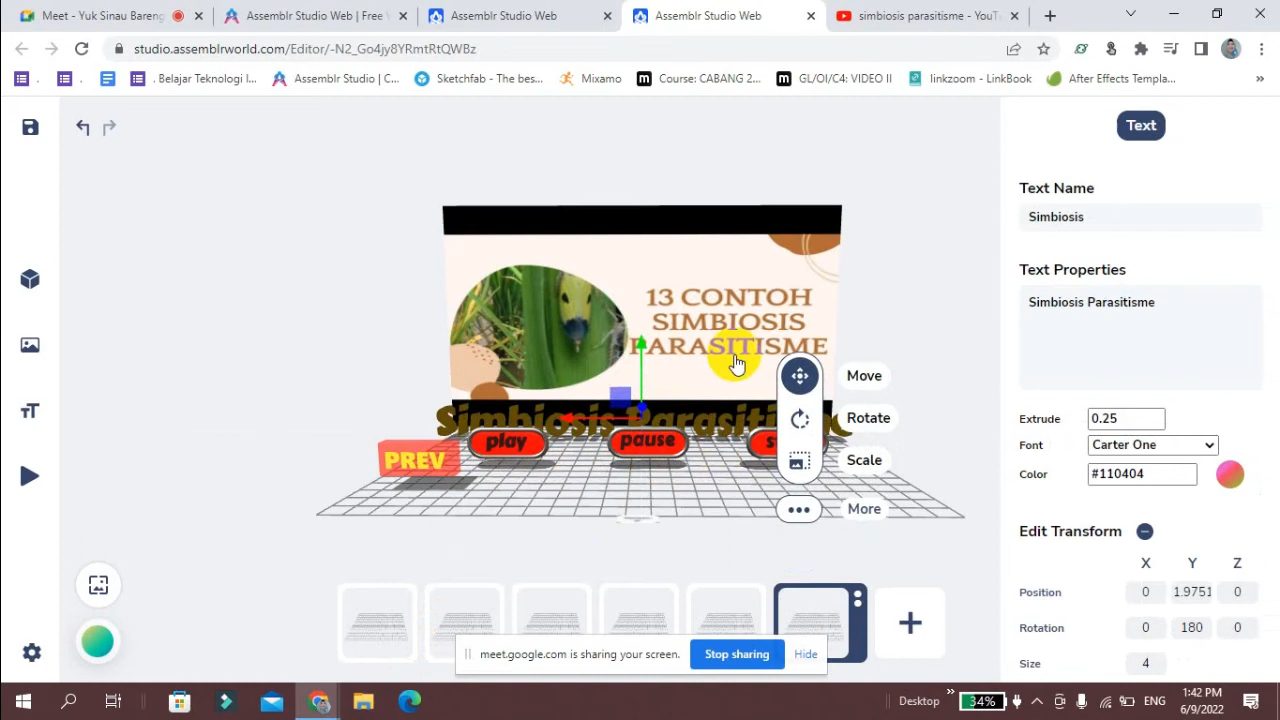 Meet - Yuk Sinau Bareng
Assemblr Studio Web | Free
Assemblr Studio Web
Assemblr Studio Web
simbiosis parasitisme - YouT
studio.assemblrworld.com/Editor/-N2_Go4jy8YRmtRtQWBz
. . . Belajar Teknologi I... Assemblr Studio | C... Sketchfab - The bes... Mixamo Course: CABANG 2... GL/OI/C4: VIDEO II linkzoom - LinkBook After Effects Templa... »
Text
Text Name
Simbiosis
Text Properties
Simbiosis Parasitisme
13 CONTOH
SIMBIOSIS
PARASITISME
Simbiosis
PREV
play
pause
Move
Rotate
Scale
More
Extrude 0.25
Font Carter One
Color #110404
Edit Transform
X Y Z
Position 0 1.9751 0
Rotation 0 180 0
Size 4
meet.google.com is sharing your screen. Stop sharing Hide
Desktop » 34% ENG
1:42 PM
6/9/2022